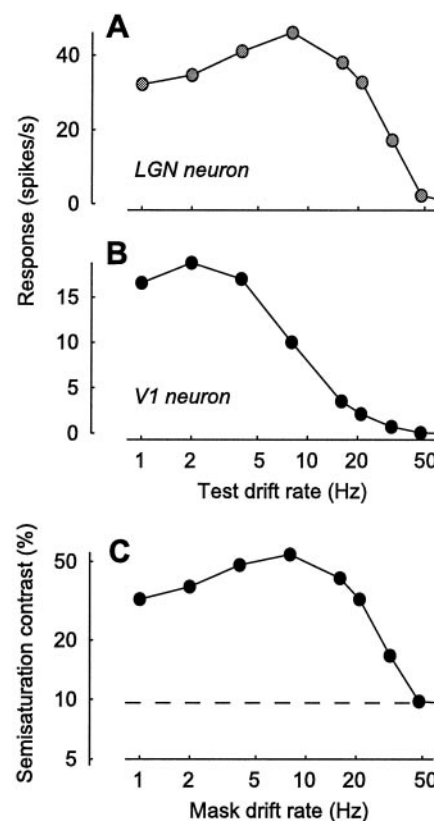 A
40
20
0
LGN neuron
Response (spikes/s)
B
15
10
5
0
V1 neuron
1 2 5 10 20 50
Test drift rate (Hz)
C
50
20
10
5
Semisaturation contrast (%)
1 2 5 10 20 50
Mask drift rate (Hz)